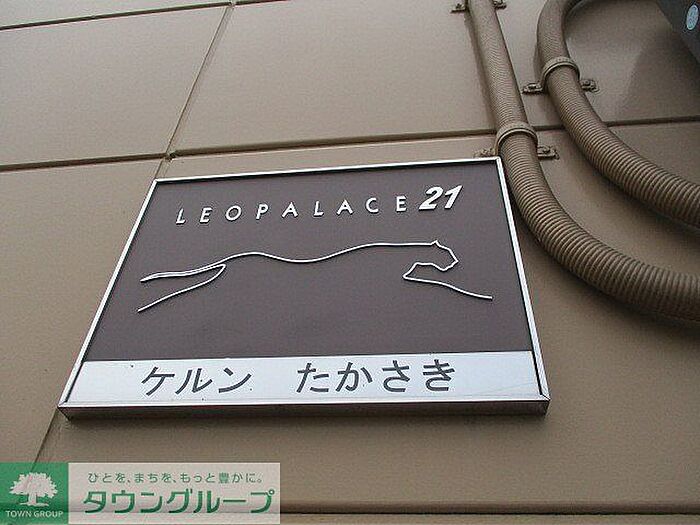 LEOPALACE21
ケルン たかさき
ひとを、まちを、もっと豊かに。
タウングループ
TOWN GROUP